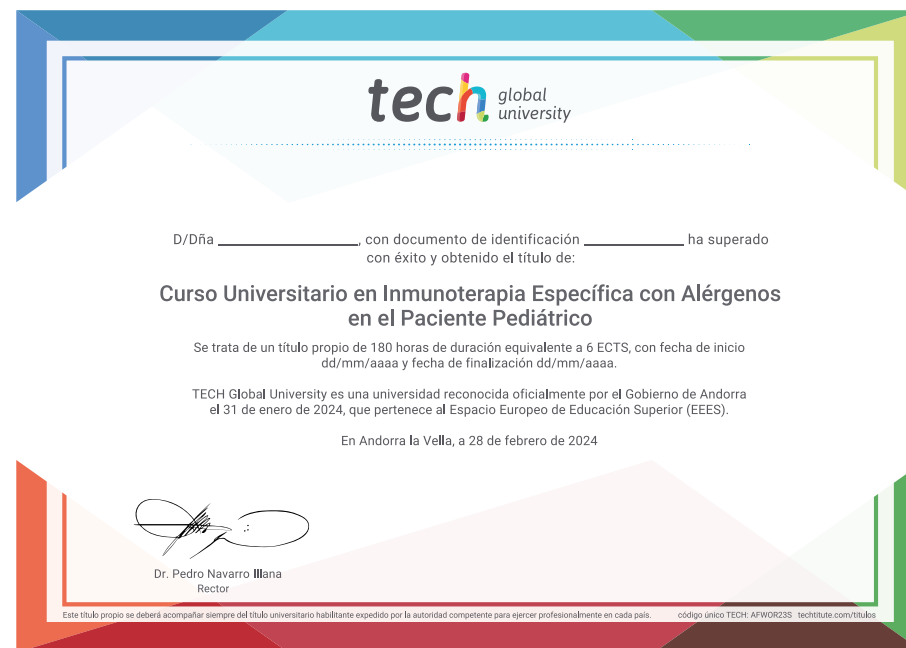 tech global university
D/Dña ______________, con documento de identificación __________ ha superado
con éxito y obtenido el título de:
Curso Universitario en Inmunoterapia Específica con Alérgenos
en el Paciente Pediátrico
Se trata de un título propio de 180 horas de duración equivalente a 6 ECTS, con fecha de inicio
dd/mm/aaaa y fecha de finalización dd/mm/aaaa.
TECH Global University es una universidad reconocida oficialmente por el Gobierno de Andorra
el 31 de enero de 2024, que pertenece al Espacio Europeo de Educación Superior (EEES).
En Andorra la Vella, a 28 de febrero de 2024
Dr. Pedro Navarro Illana
Rector
Este título propio se deberá acompañar siempre del título universitario habilitante expedido por la autoridad competente para ejercer profesionalmente en cada país. código único TECH: AFWOR23S techtitute.com/titulos